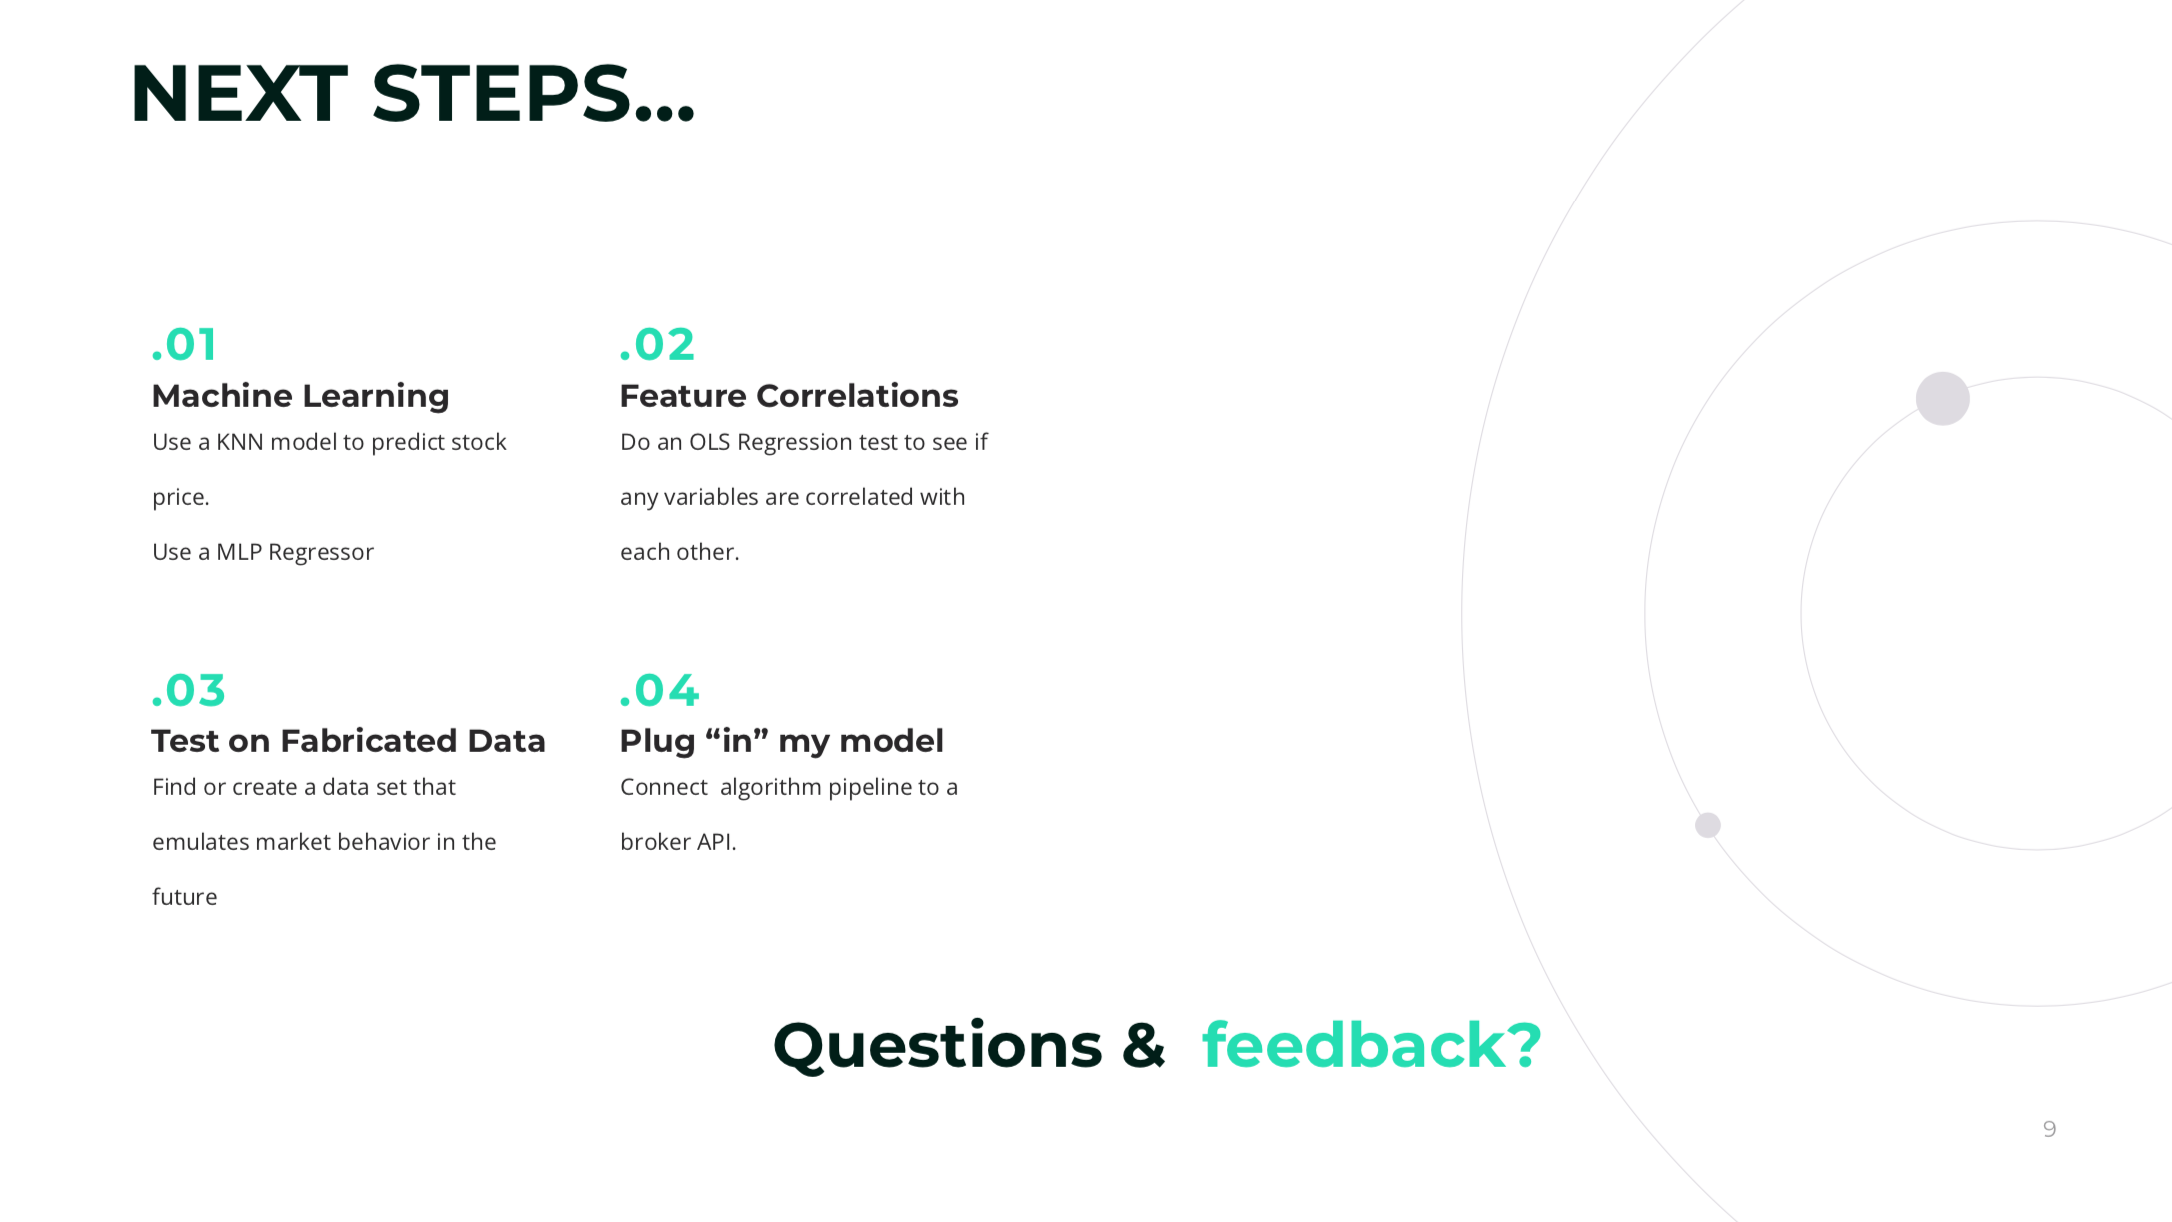 NEXT STEPS...
.01
Machine Learning
Use a KNN model to predict stock
price.
Use a MLP Regressor
.02
Feature Correlations
Do an OLS Regression test to see if
any variables are correlated with
each other.
.03
Test on Fabricated Data
Find or create a data set that
emulates market behavior in the
future
.04
Plug “in” my model
Connect  algorithm pipeline to a
broker API.
Questions &  feedback?
9